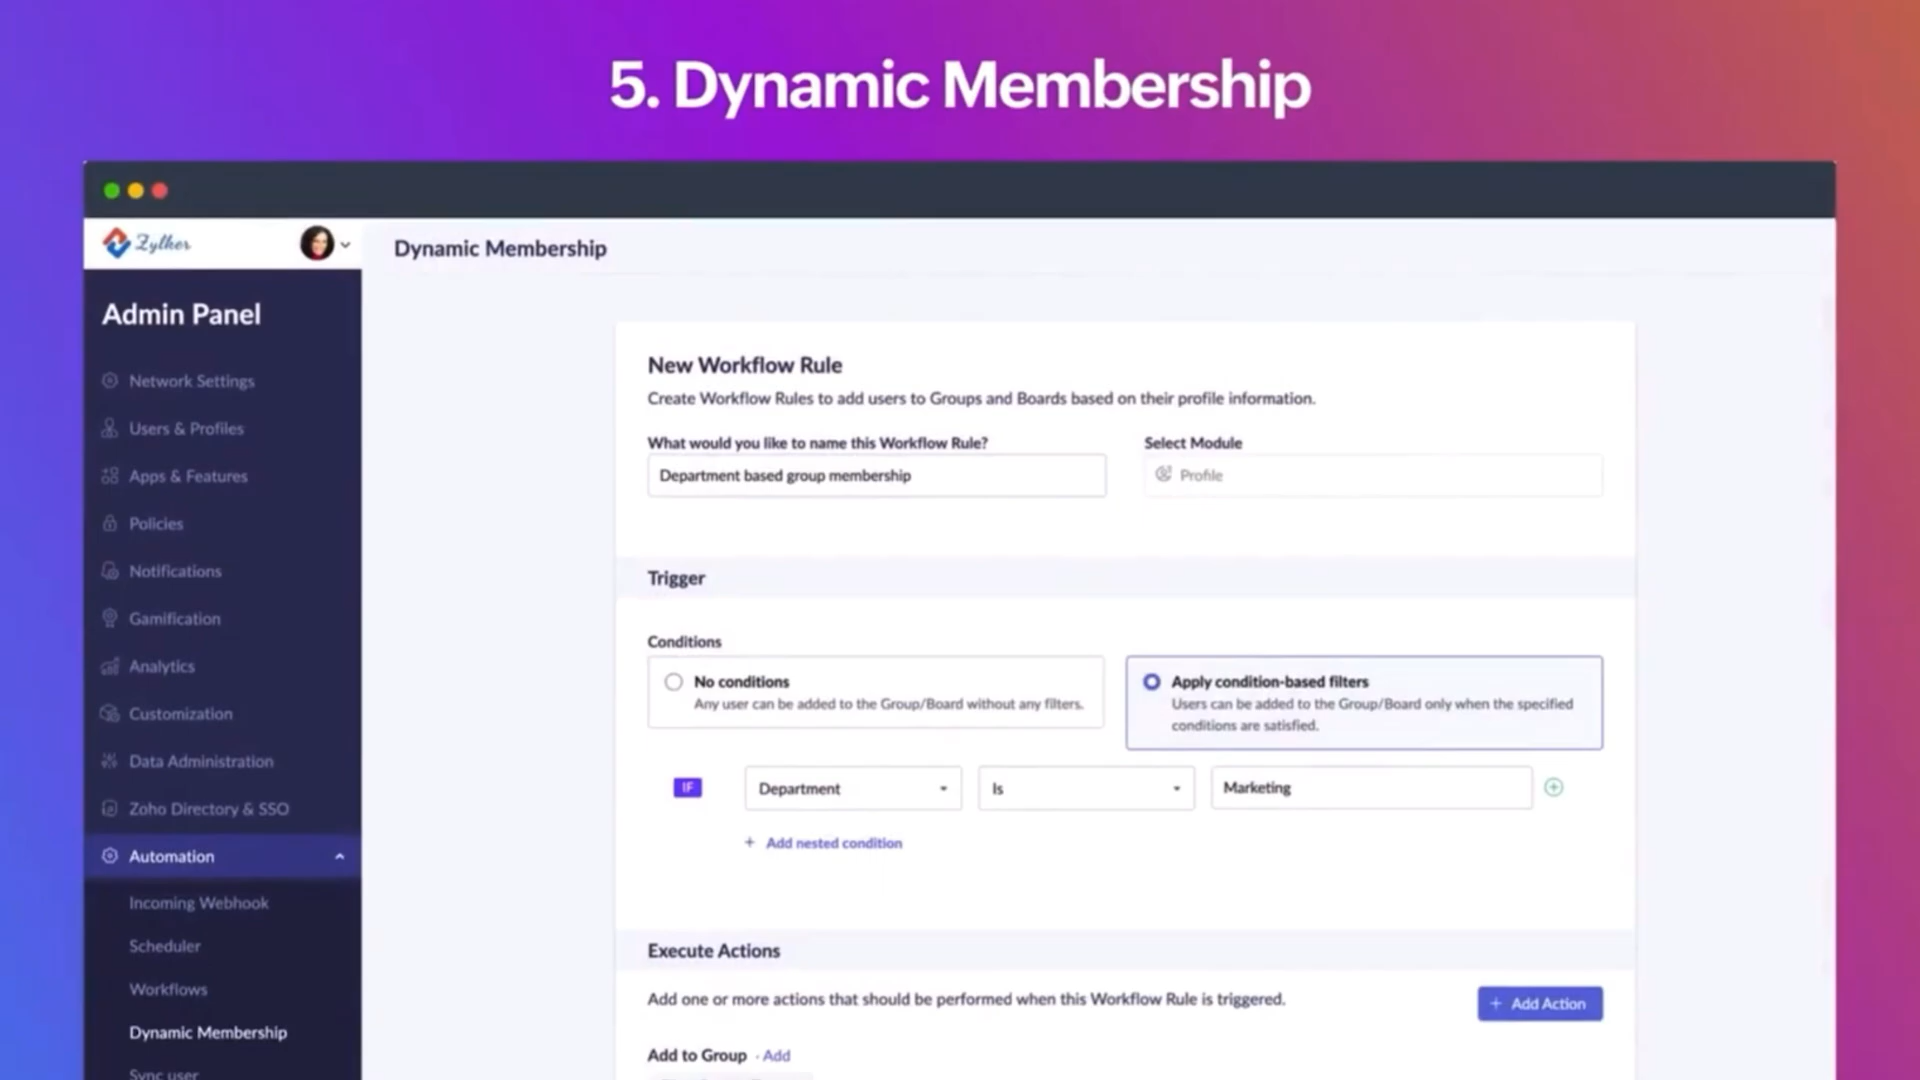 5. Dynamic Membership
Zylker
Dynamic Membership
Admin Panel
Network Settings
Users & Profiles
Apps & Features
Policies
Notifications
Gamification
Analytics
Customization
Data Administration
Zoho Directory & SSO
Automation
Incoming Webhook
Scheduler
Workflows
Dynamic Membership
Sync user
New Workflow Rule
Create Workflow Rules to add users to Groups and Boards based on their profile information.
What would you like to name this Workflow Rule?
Department based group membership
Select Module
Profile
Trigger
Conditions
No conditions
Any user can be added to the Group/Board without any filters.
Apply condition-based filters
Users can be added to the Group/Board only when the specified
conditions are satisfied.
IF Department Is Marketing
+ Add nested condition
Execute Actions
Add one or more actions that should be performed when this Workflow Rule is triggered.
+ Add Action
Add to Group · Add